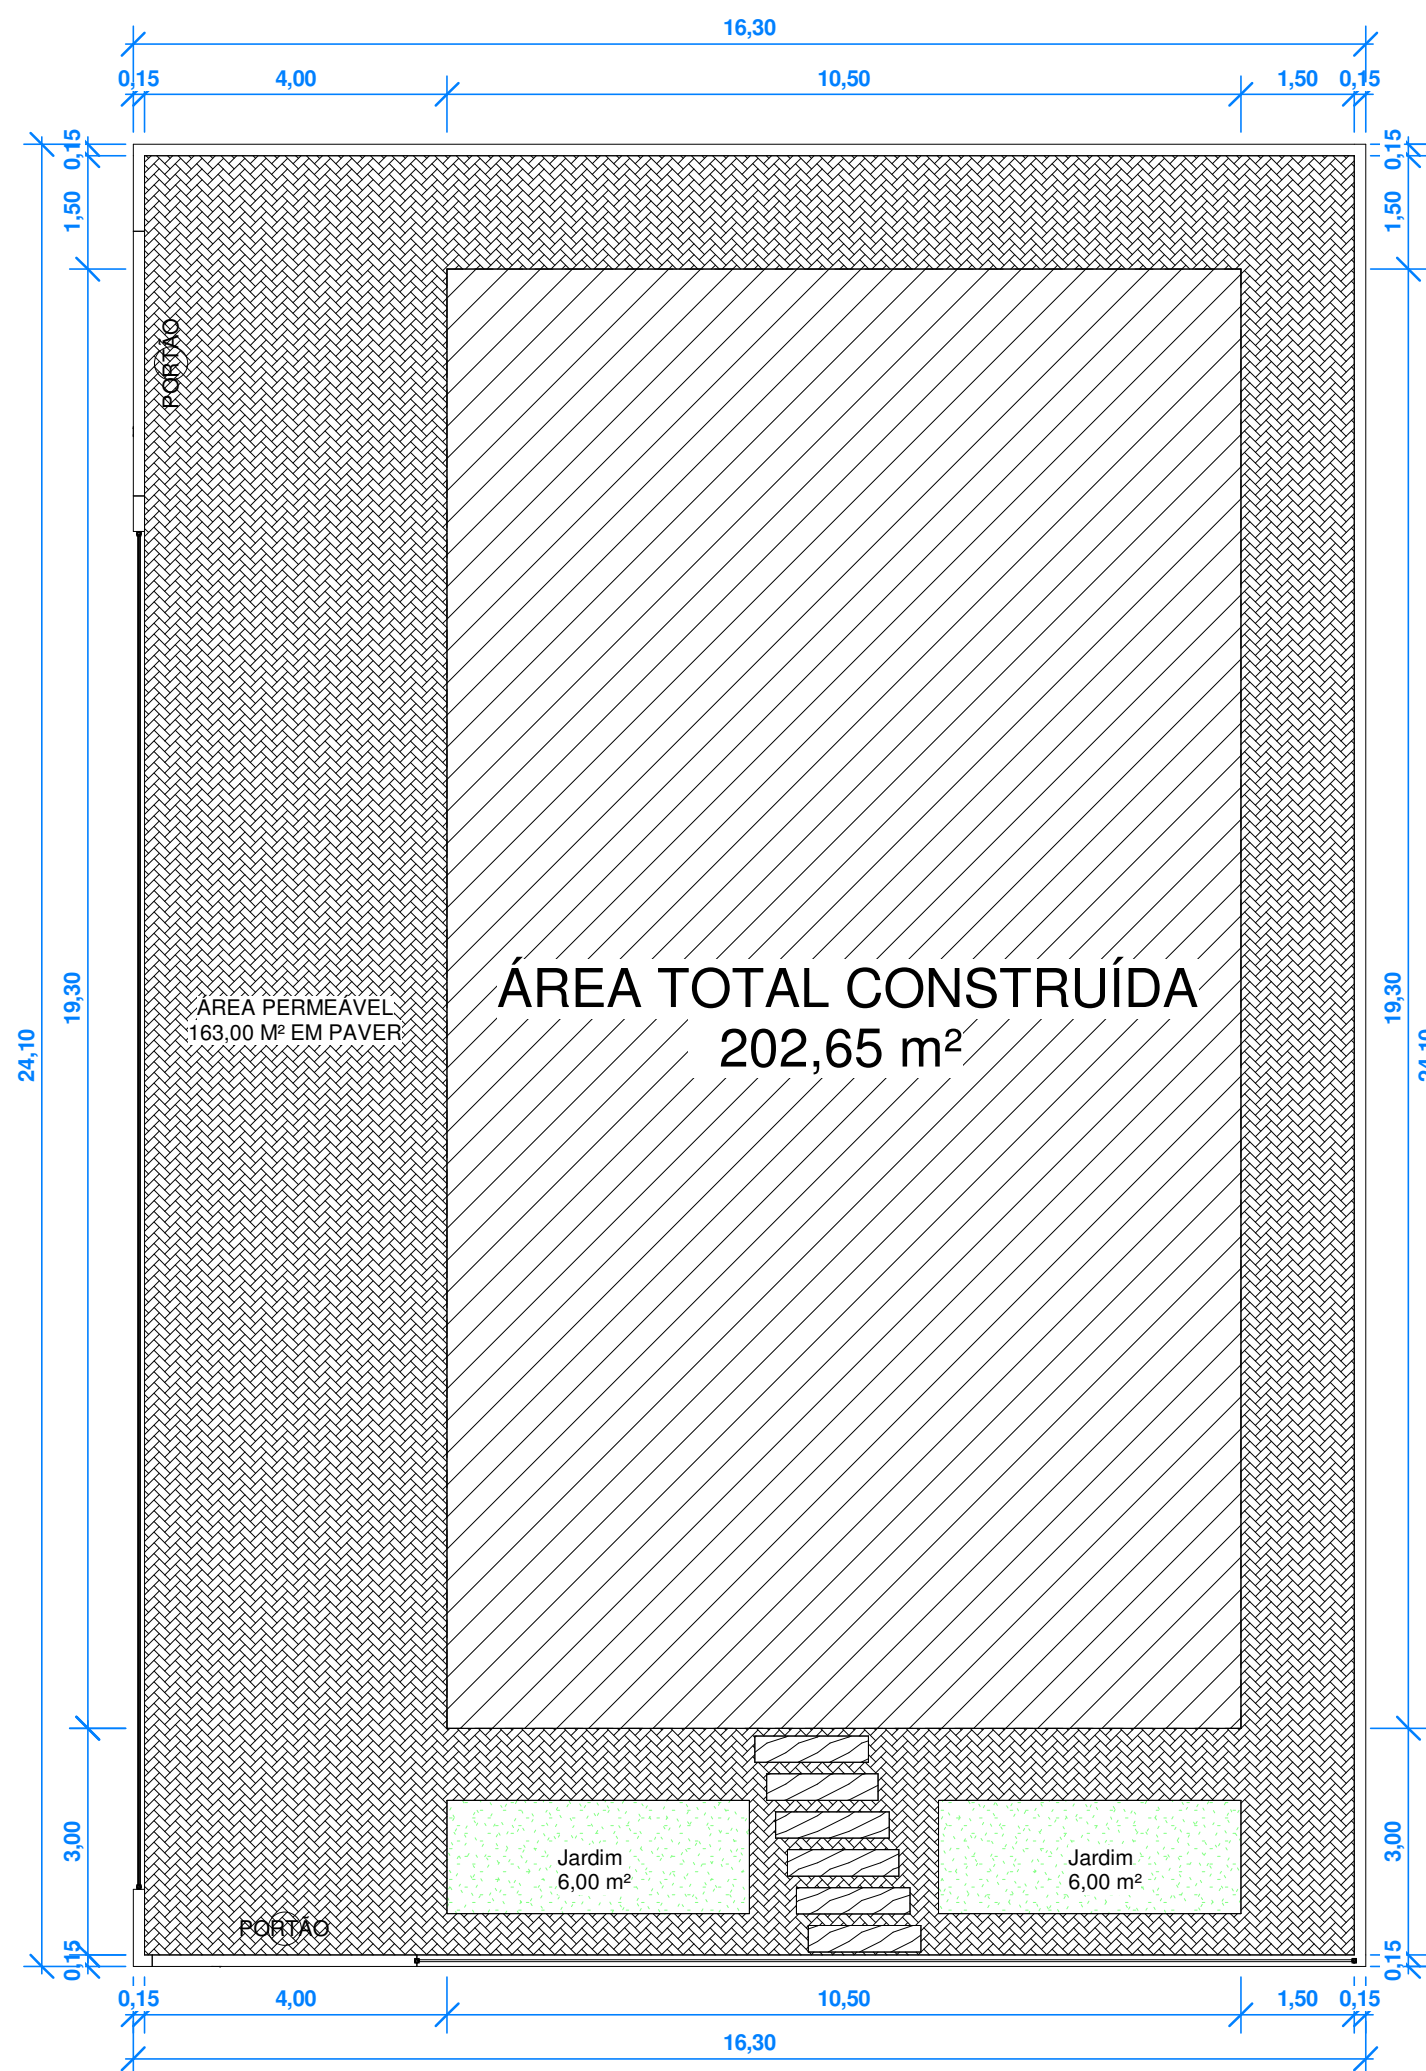 16,30
0,15 4,00 10,50 1,50 0,15
0,15 0,15
1,50 1,50
PORTÃO
19,30 19,30
24,10 24,10
ÁREA PERMEÁVEL
163,00 M² EM PAVER
ÁREA TOTAL CONSTRUÍDA
202,65 m²
3,00 3,00
Jardim
6,00 m²
Jardim
6,00 m²
PORTÃO
0,15 0,15
0,15 4,00 10,50 1,50 0,15
16,30